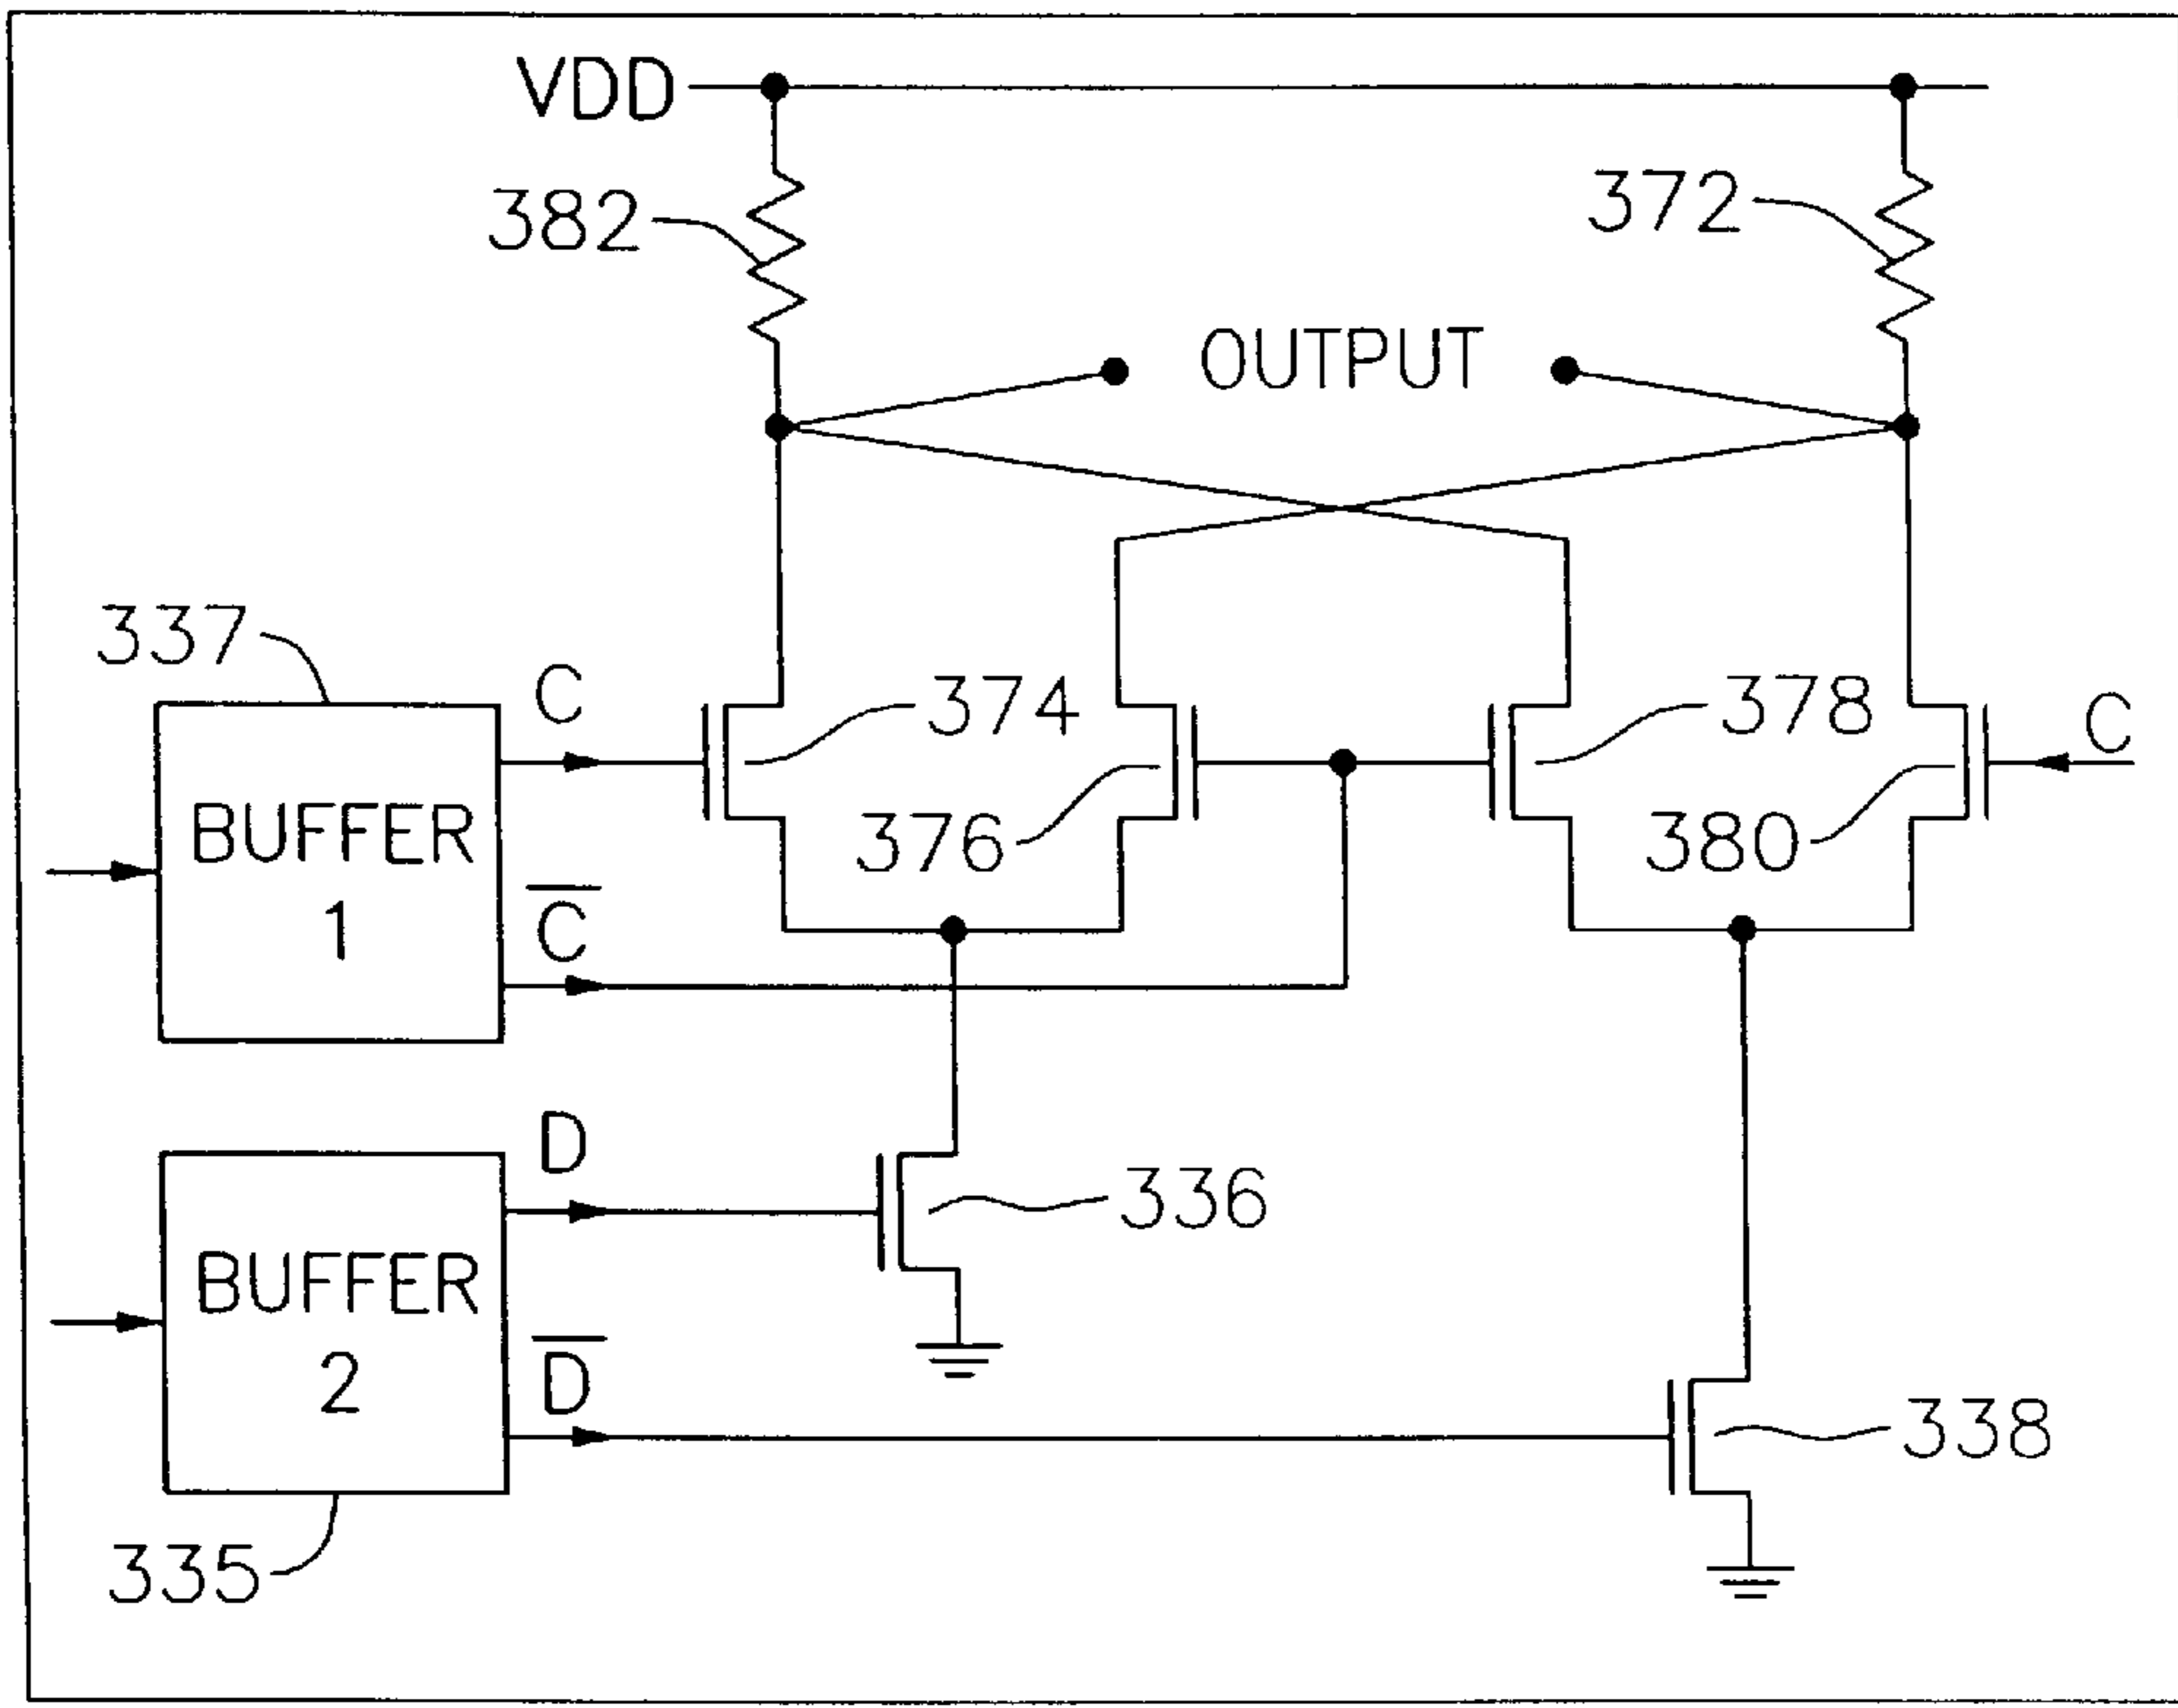 VDD
382
372
OUTPUT
337
C
374
378
C
BUFFER
1
376
380
C̅
D
336
BUFFER
2
D̅
338
335